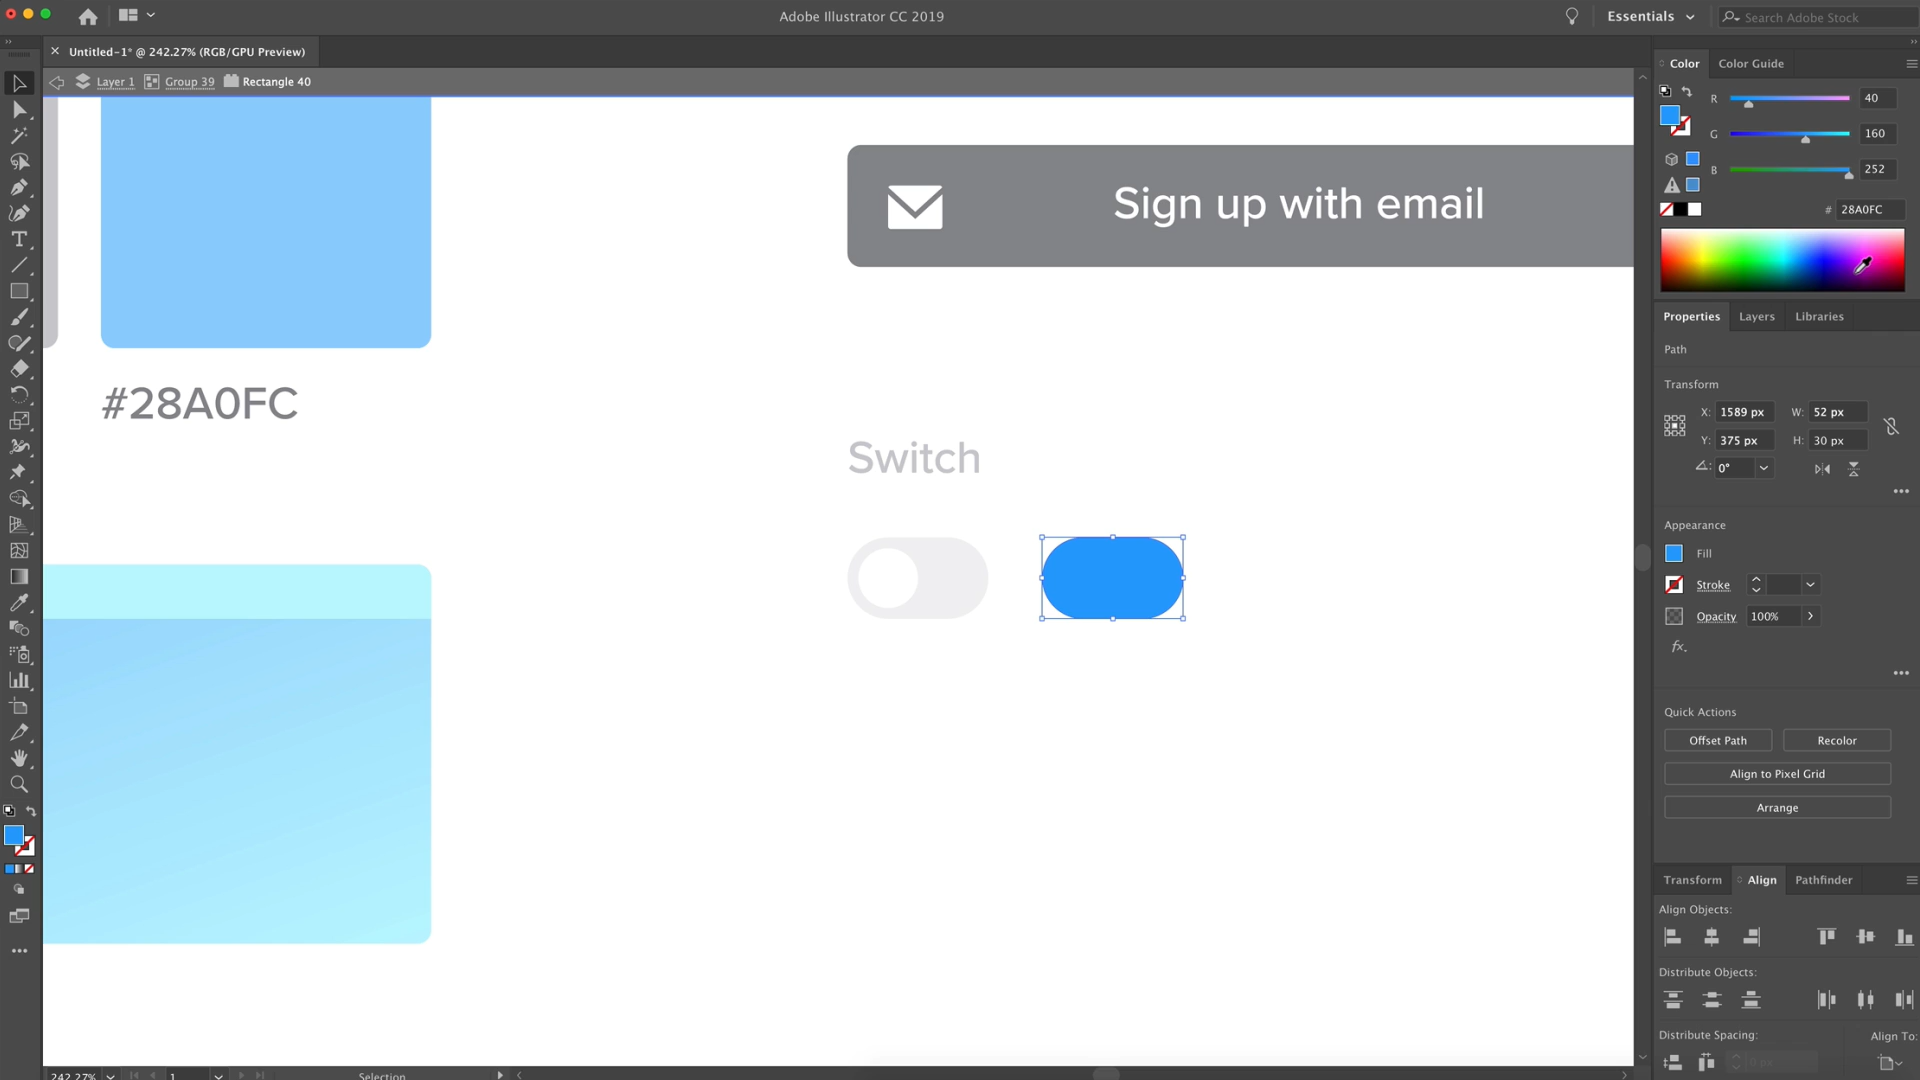 Adobe Illustrator CC 2019
Essentials
Search Adobe Stock
Untitled-1* @ 242.27% (RGB/GPU Preview)
Layer 1
Group 39
Rectangle 40
Sign up with email
#28A0FC
Switch
Color
Color Guide
R
40
G
160
B
252
#
28A0FC
Properties
Layers
Libraries
Path
Transform
X:
1589 px
W:
52 px
Y:
375 px
H:
30 px
0°
Appearance
Fill
Stroke
Opacity
100%
fx.
Quick Actions
Offset Path
Recolor
Align to Pixel Grid
Arrange
Transform
Align
Pathfinder
Align Objects:
Distribute Objects:
Distribute Spacing:
Align To:
242.27%
1
Selection